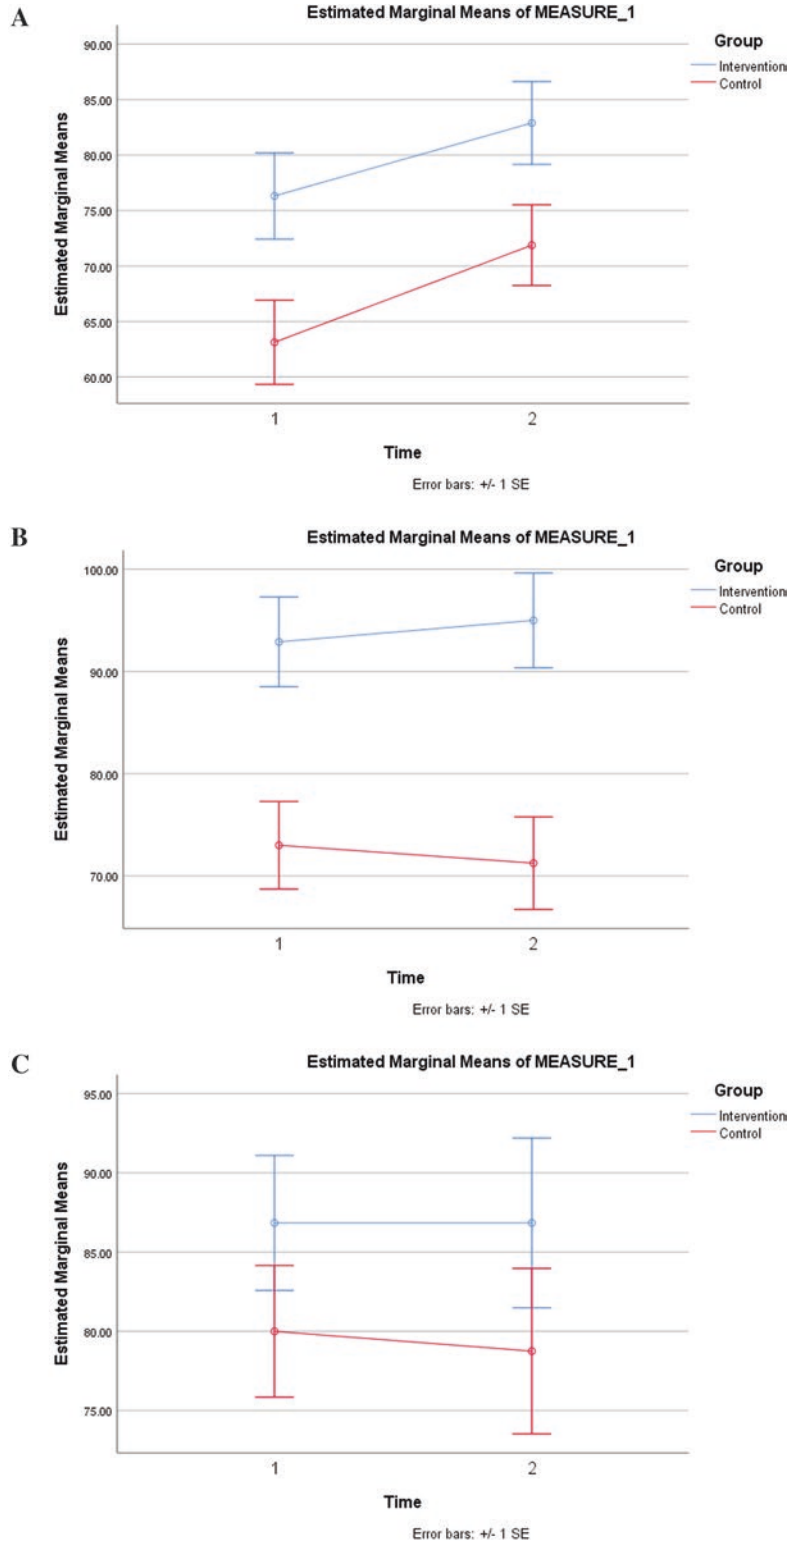 A
Estimated Marginal Means of MEASURE_1
Group
Intervention
Control
Estimated Marginal Means
90.00
85.00
80.00
75.00
70.00
65.00
60.00
1
2
Time
Error bars: +/- 1 SE
B
Estimated Marginal Means of MEASURE_1
Group
Intervention
Control
Estimated Marginal Means
100.00
90.00
80.00
70.00
1
2
Time
Error bars: +/- 1 SE
C
Estimated Marginal Means of MEASURE_1
Group
Intervention
Control
Estimated Marginal Means
95.00
90.00
85.00
80.00
75.00
1
2
Time
Error bars: +/- 1 SE